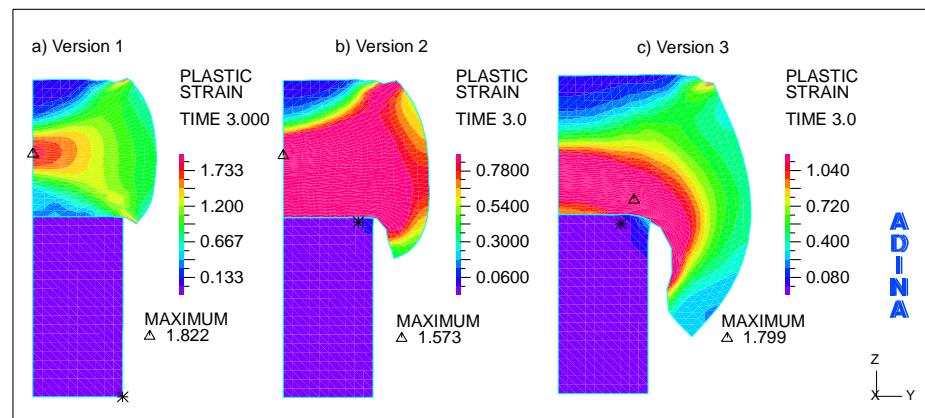 a) Version 1
PLASTIC
STRAIN
TIME 3.000
1.733
1.200
0.667
0.133
MAXIMUM
1.822
b) Version 2
PLASTIC
STRAIN
TIME 3.0
0.7800
0.5400
0.3000
0.0600
MAXIMUM
1.573
c) Version 3
PLASTIC
STRAIN
TIME 3.0
1.040
0.720
0.400
0.080
MAXIMUM
1.799
ADINA
Z
X Y